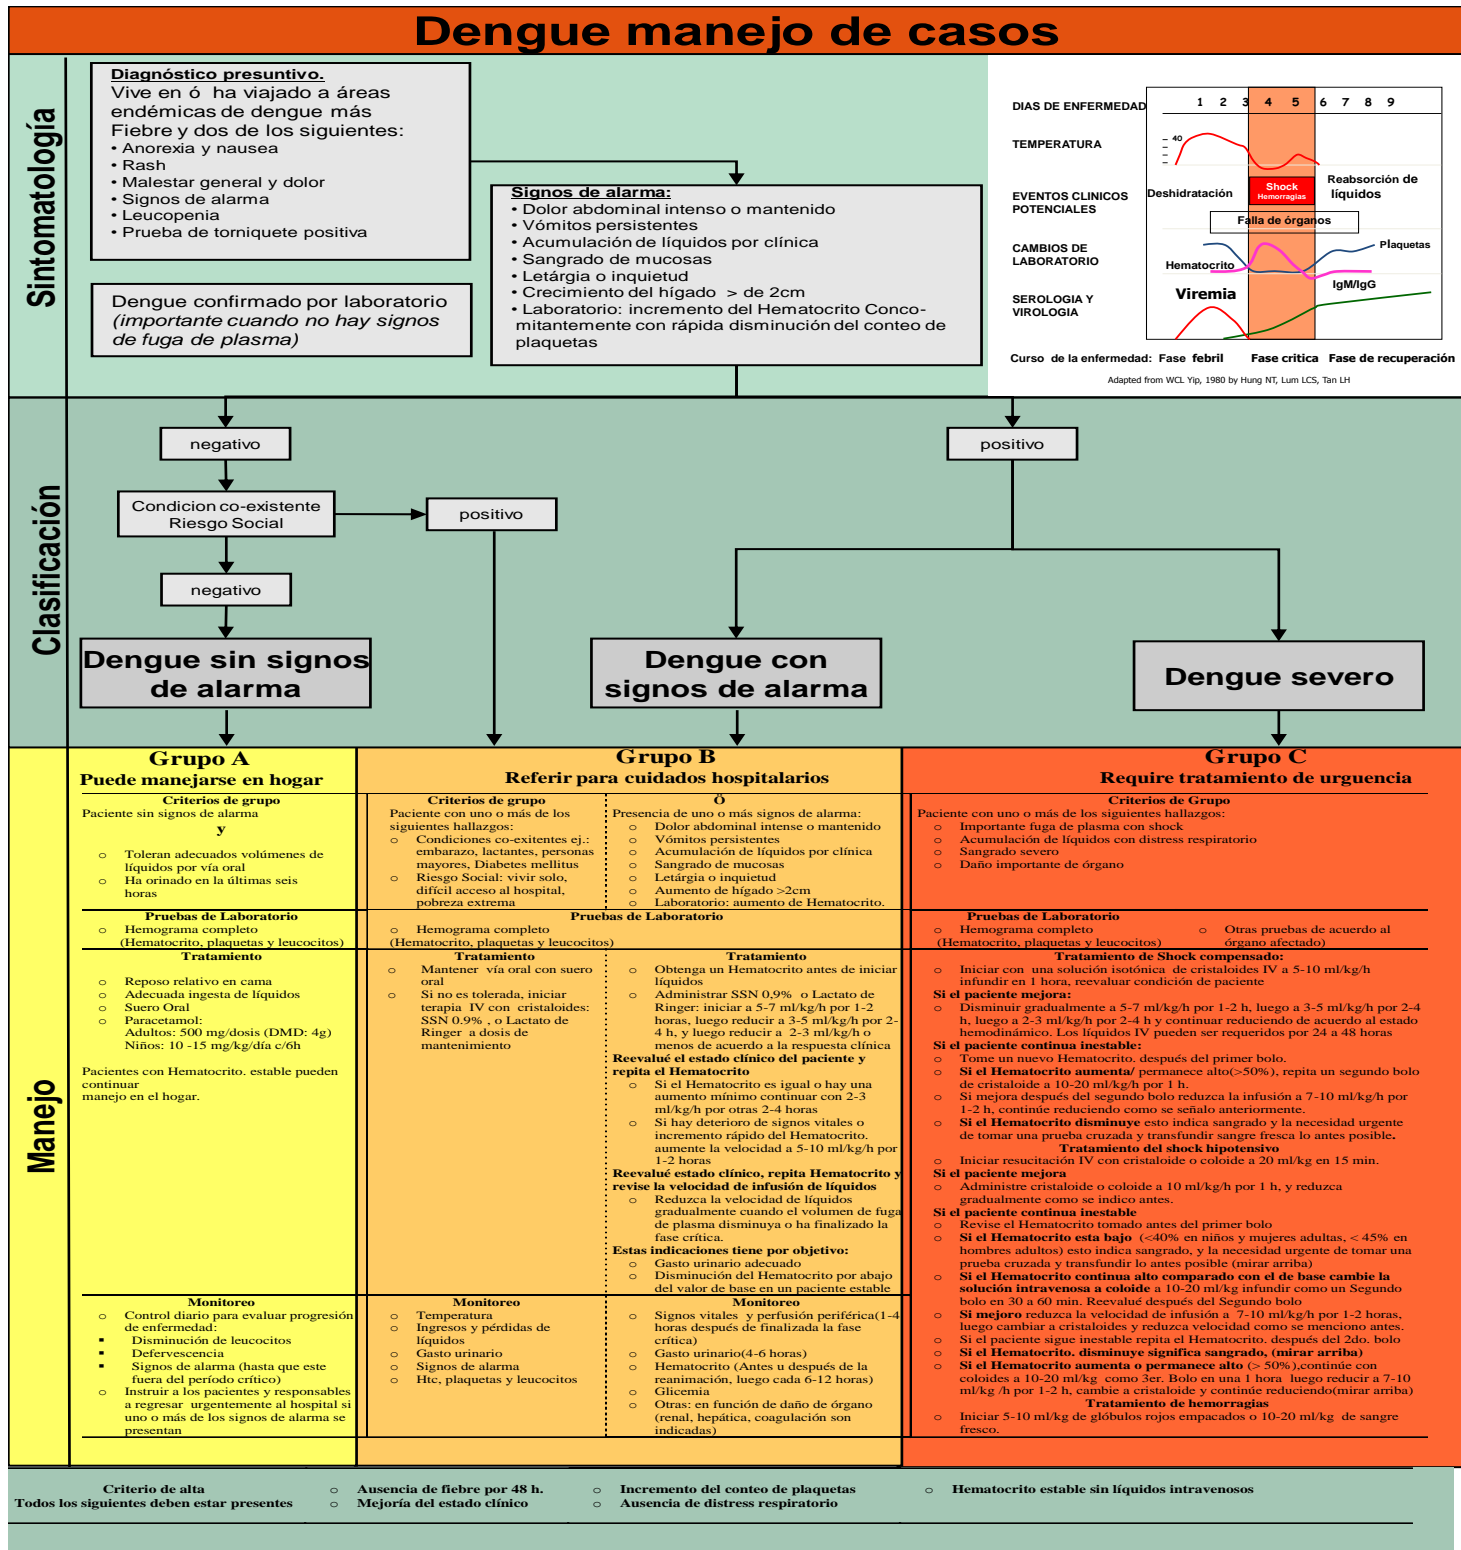 Dengue manejo de casos
Sintomatología
Diagnóstico presuntivo.
Vive en ó ha viajado a áreas
endémicas de dengue más
Fiebre y dos de los siguientes:
• Anorexia y nausea
• Rash
• Malestar general y dolor
• Signos de alarma
• Leucopenia
• Prueba de torniquete positiva
Dengue confirmado por laboratorio
(importante cuando no hay signos
de fuga de plasma)
Signos de alarma:
• Dolor abdominal intenso o mantenido
• Vómitos persistentes
• Acumulación de líquidos por clínica
• Sangrado de mucosas
• Letárgia o inquietud
• Crecimiento del hígado > de 2cm
• Laboratorio: incremento del Hematocrito Conco-
mitantemente con rápida disminución del conteo de
plaquetas
DIAS DE ENFERMEDAD
1 2 3 4 5 6 7 8 9
TEMPERATURA
40
EVENTOS CLINICOS
POTENCIALES
Deshidratación
Shock
Hemorragias
Reabsorción de
líquidos
Falla de órganos
CAMBIOS DE
LABORATORIO
Plaquetas
Hematocrito
SEROLOGIA Y
VIROLOGIA
Viremia
IgM/IgG
Curso de la enfermedad: Fase febril Fase critica Fase de recuperación
Adapted from WCL Yip, 1980 by Hung NT, Lum LCS, Tan LH
Clasificación
negativo
positivo
Condicion co-existente
Riesgo Social
positivo
negativo
Dengue sin signos
de alarma
Dengue con
signos de alarma
Dengue severo
Manejo
Grupo A
Puede manejarse en hogar
Criterios de grupo
Paciente sin signos de alarma
y
o Toleran adecuados volúmenes de
líquidos por vía oral
o Ha orinado en la últimas seis
horas
Pruebas de Laboratorio
o Hemograma completo
(Hematocrito, plaquetas y leucocitos)
Tratamiento
o Reposo relativo en cama
o Adecuada ingesta de líquidos
o Suero Oral
o Paracetamol:
Adultos: 500 mg/dosis (DMD: 4g)
Niños: 10 -15 mg/kg/día c/6h
Pacientes con Hematocrito. estable pueden
continuar
manejo en el hogar.
Monitoreo
o Control diario para evaluar progresión
de enfermedad:
▪ Disminución de leucocitos
▪ Defervescencia
▪ Signos de alarma (hasta que este
fuera del período crítico)
o Instruir a los pacientes y responsables
a regresar urgentemente al hospital si
uno o más de los signos de alarma se
presentan
Grupo B
Referir para cuidados hospitalarios
Criterios de grupo
Paciente con uno o más de los
siguientes hallazgos:
o Condiciones co-exitentes ej.:
embarazo, lactantes, personas
mayores, Diabetes mellitus
o Riesgo Social: vivir solo,
difícil acceso al hospital,
pobreza extrema
Ö
Presencia de uno o más signos de alarma:
o Dolor abdominal intense o mantenido
o Vómitos persistentes
o Acumulación de líquidos por clínica
o Sangrado de mucosas
o Letárgia o inquietud
o Aumento de hígado >2cm
o Laboratorio: aumento de Hematocrito.
Pruebas de Laboratorio
o Hemograma completo
(Hematocrito, plaquetas y leucocitos)
Tratamiento
o Mantener vía oral con suero
oral
o Si no es tolerada, iniciar
terapia IV con cristaloides:
SSN 0.9% , o Lactato de
Ringer a dosis de
mantenimiento
Tratamiento
o Obtenga un Hematocrito antes de iniciar
líquidos
o Administrar SSN 0,9% o Lactato de
Ringer: iniciar a 5-7 ml/kg/h por 1-2
horas, luego reducir a 3-5 ml/kg/h por 2-
4 h, y luego reducir a 2-3 ml/kg/h o
menos de acuerdo a la respuesta clínica
Reevalué el estado clínico del paciente y
repita el Hematocrito
o Si el Hematocrito es igual o hay una
aumento mínimo continuar con 2-3
ml/kg/h por otras 2-4 horas
o Si hay deterioro de signos vitales o
incremento rápido del Hematocrito.
aumente la velocidad a 5-10 ml/kg/h por
1-2 horas
Reevalué estado clínico, repita Hematocrito y
revise la velocidad de infusión de líquidos
o Reduzca la velocidad de líquidos
gradualmente cuando el volumen de fuga
de plasma disminuya o ha finalizado la
fase crítica.
Estas indicaciones tiene por objetivo:
o Gasto urinario adecuado
o Disminución del Hematocrito por abajo
del valor de base en un paciente estable
Monitoreo
o Temperatura
o Ingresos y pérdidas de
líquidos
o Gasto urinario
o Signos de alarma
o Htc, plaquetas y leucocitos
Monitoreo
o Signos vitales y perfusión periférica(1-4
horas después de finalizada la fase
crítica)
o Gasto urinario(4-6 horas)
o Hematocrito (Antes u después de la
reanimación, luego cada 6-12 horas)
o Glicemia
o Otras: en función de daño de órgano
(renal, hepática, coagulación son
indicadas)
Grupo C
Require tratamiento de urguencia
Criterios de Grupo
Paciente con uno o más de los siguientes hallazgos:
o Importante fuga de plasma con shock
o Acumulación de líquidos con distress respiratorio
o Sangrado severo
o Daño importante de órgano
Pruebas de Laboratorio
o Hemograma completo
(Hematocrito, plaquetas y leucocitos)
o Otras pruebas de acuerdo al
órgano afectado)
Tratamiento de Shock compensado:
o Iniciar con una solución isotónica de cristaloides IV a 5-10 ml/kg/h
infundir en 1 hora, reevaluar condición de paciente
Si el paciente mejora:
o Disminuir gradualmente a 5-7 ml/kg/h por 1-2 h, luego a 3-5 ml/kg/h por 2-4
h, luego a 2-3 ml/kg/h por 2-4 h y continuar reduciendo de acuerdo al estado
hemodinámico. Los líquidos IV pueden ser requeridos por 24 a 48 horas
Si el paciente continua inestable:
o Tome un nuevo Hematocrito. después del primer bolo.
o Si el Hematocrito aumenta/ permanece alto(>50%), repita un segundo bolo
de cristaloide a 10-20 ml/kg/h por 1 h.
o Si mejora después del segundo bolo reduzca la infusión a 7-10 ml/kg/h por
1-2 h, continúe reduciendo como se señalo anteriormente.
o Si el Hematocrito disminuye esto indica sangrado y la necesidad urgente
de tomar una prueba cruzada y transfundir sangre fresca lo antes posible.
Tratamiento del shock hipotensivo
o Iniciar resucitación IV con cristaloide o coloide a 20 ml/kg en 15 min.
Si el paciente mejora
o Administre cristaloide o coloide a 10 ml/kg/h por 1 h, y reduzca
gradualmente como se indico antes.
Si el paciente continua inestable
o Revise el Hematocrito tomado antes del primer bolo
o Si el Hematocrito esta bajo (<40% en niños y mujeres adultas, < 45% en
hombres adultos) esto indica sangrado, y la necesidad urgente de tomar una
prueba cruzada y transfundir lo antes posible (mirar arriba)
o Si el Hematocrito continua alto comparado con el de base cambie la
solución intravenosa a coloide a 10-20 ml/kg infundir como un Segundo
bolo en 30 a 60 min. Reevalué después del Segundo bolo
o Si mejoro reduzca la velocidad de infusión a 7-10 ml/kg/h por 1-2 horas,
luego cambiar a cristaloides y reduzca velocidad como se menciono antes.
o Si el paciente sigue inestable repita el Hematocrito. después del 2do. bolo
o Si el Hematocrito. disminuye significa sangrado, (mirar arriba)
o Si el Hematocrito aumenta o permanece alto (> 50%),continúe con
coloides a 10-20 ml/kg como 3er. Bolo en una 1 hora luego reducir a 7-10
ml/kg /h por 1-2 h, cambie a cristaloide y continúe reduciendo(mirar arriba)
Tratamiento de hemorragias
o Iniciar 5-10 ml/kg de glóbulos rojos empacados o 10-20 ml/kg de sangre
fresco.
Criterio de alta
Todos los siguientes deben estar presentes
o Ausencia de fiebre por 48 h.
o Mejoría del estado clínico
o Incremento del conteo de plaquetas
o Ausencia de distress respiratorio
o Hematocrito estable sin líquidos intravenosos